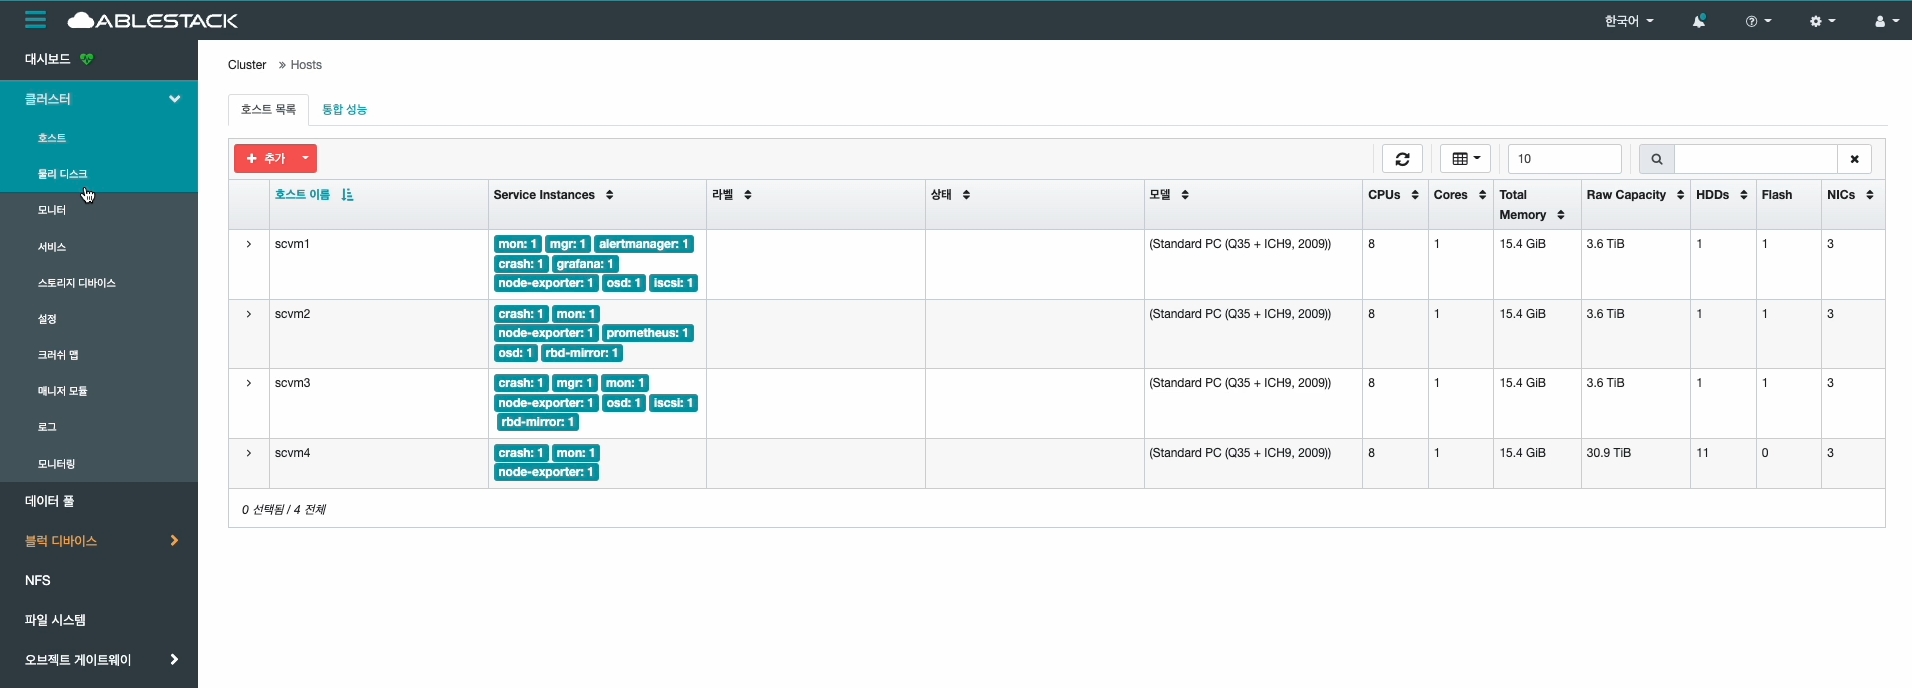 ABLESTACK
한국어
대시보드
클러스터
호스트
물리 디스크
모니터
서비스
스토리지 디바이스
설정
크러쉬 맵
매니저 모듈
로그
모니터링
데이터 풀
블럭 디바이스
NFS
파일 시스템
오브젝트 게이트웨이
Cluster » Hosts
호스트 목록 통합 성능
+ 추가
10
호스트 이름 Service Instances 라벨 상태 모델 CPUs Cores Total Memory Raw Capacity HDDs Flash NICs
scvm1 mon: 1 mgr: 1 alertmanager: 1 (Standard PC (Q35 + ICH9, 2009)) 8 1 15.4 GiB 3.6 TiB 1 1 3
crash: 1 grafana: 1
node-exporter: 1 osd: 1 iscsi: 1
scvm2 crash: 1 mon: 1 (Standard PC (Q35 + ICH9, 2009)) 8 1 15.4 GiB 3.6 TiB 1 1 3
node-exporter: 1 prometheus: 1
osd: 1 rbd-mirror: 1
scvm3 crash: 1 mgr: 1 mon: 1 (Standard PC (Q35 + ICH9, 2009)) 8 1 15.4 GiB 3.6 TiB 1 1 3
node-exporter: 1 osd: 1 iscsi: 1
rbd-mirror: 1
scvm4 crash: 1 mon: 1 (Standard PC (Q35 + ICH9, 2009)) 8 1 15.4 GiB 30.9 TiB 11 0 3
node-exporter: 1
0 선택됨 / 4 전체